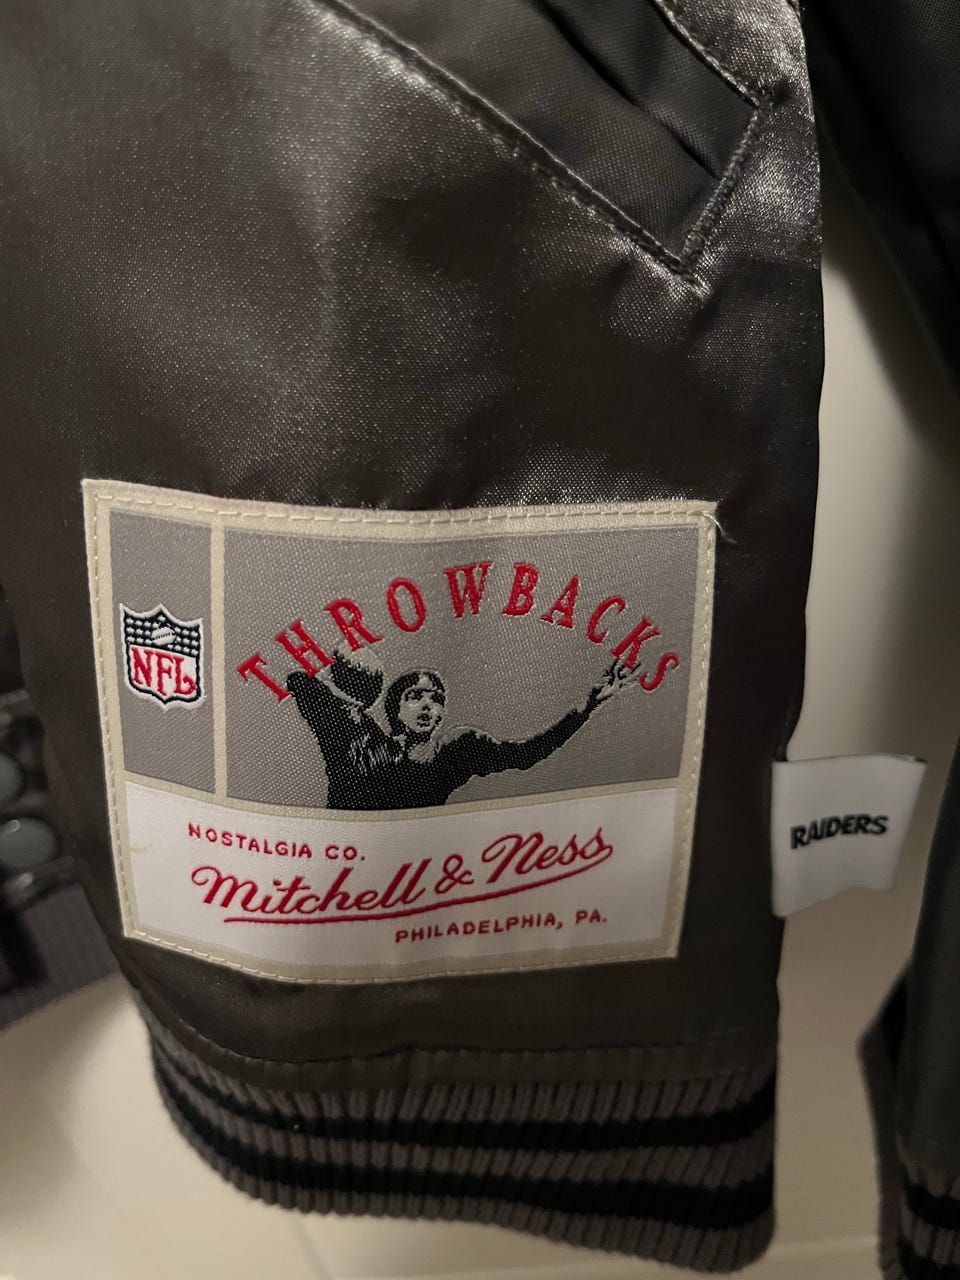 THROWBACKS
NFL
NOSTALGIA CO.
Mitchell & Ness
PHILADELPHIA, PA.
RAIDERS